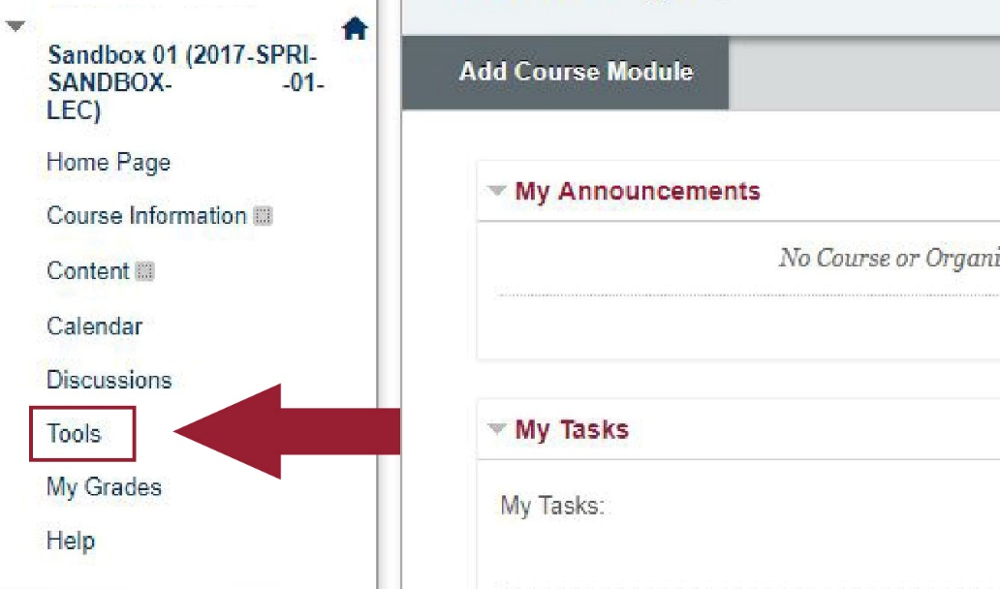 Sandbox 01 (2017-SPRI-
SANDBOX- -01-
LEC)
Home Page
Course Information
Content
Calendar
Discussions
Tools
My Grades
Help
Add Course Module
My Announcements
No Course or Organi
My Tasks
My Tasks: